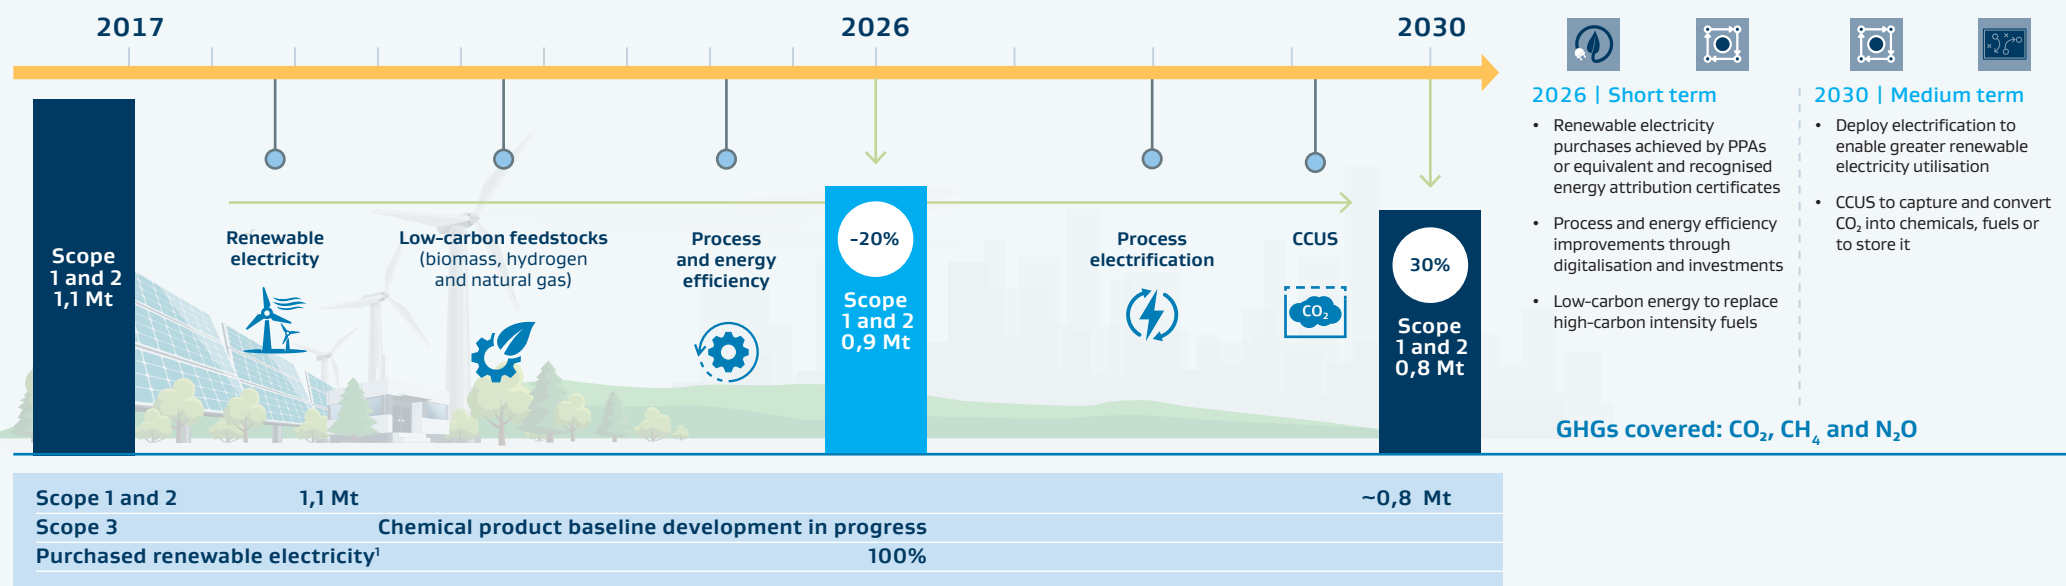 2017
2026
2030
Scope
1 and 2
1,1 Mt
Renewable
electricity
Low-carbon feedstocks
(biomass, hydrogen
and natural gas)
Process
and energy
efficiency
-20%
Scope
1 and 2
0,9 Mt
Process
electrification
CCUS
CO₂
30%
Scope
1 and 2
0,8 Mt
2026 | Short term
• Renewable electricity
purchases achieved by PPAs
or equivalent and recognised
energy attribution certificates
• Process and energy efficiency
improvements through
digitalisation and investments
• Low-carbon energy to replace
high-carbon intensity fuels
2030 | Medium term
• Deploy electrification to
enable greater renewable
electricity utilisation
• CCUS to capture and convert
CO₂ into chemicals, fuels or
to store it
GHGs covered: CO₂, CH₄ and N₂O
Scope 1 and 2 1,1 Mt ~0,8 Mt
Scope 3 Chemical product baseline development in progress
Purchased renewable electricity¹ 100%